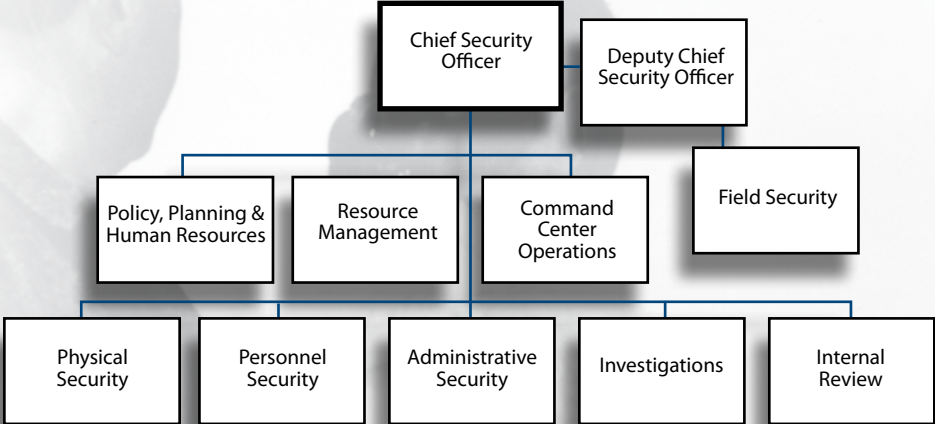 Chief Security
Officer
Deputy Chief
Security Officer
Field Security
Policy, Planning &
Human Resources
Resource
Management
Command
Center
Operations
Physical
Security
Personnel
Security
Administrative
Security
Investigations
Internal
Review